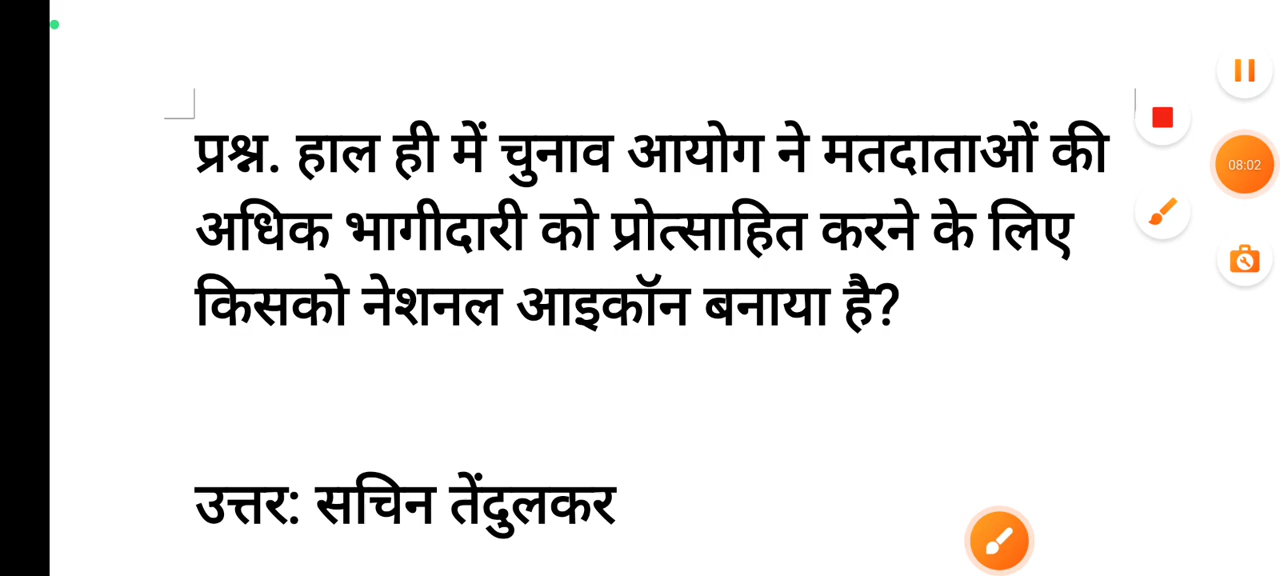 प्रश्न. हाल ही में चुनाव आयोग ने मतदाताओं की
अधिक भागीदारी को प्रोत्साहित करने के लिए
किसको नेशनल आइकॉन बनाया है?
उत्तर: सचिन तेंदुलकर
08:02